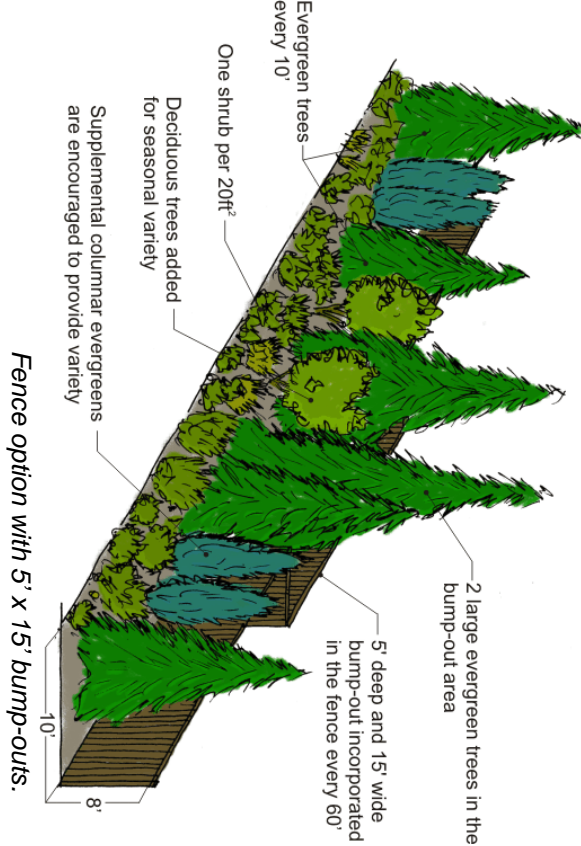 Evergreen trees
every 10'
One shrub per 20ft²
Deciduous trees added
for seasonal variety
Supplemental columnar evergreens
are encouraged to provide variety
2 large evergreen trees in the
bump-out area
5' deep and 15' wide
bump-out incorporated
in the fence every 60'
10'
8'
Fence option with 5' x 15' bump-outs.